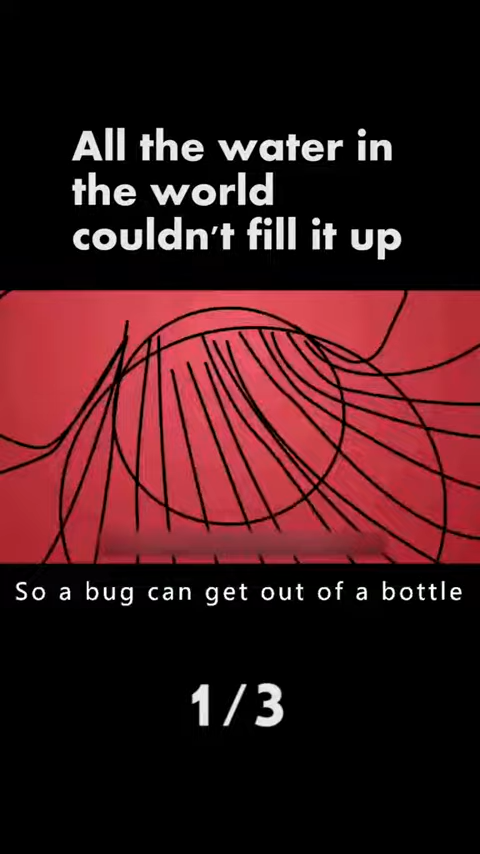 All the water in
the world
couldn't fill it up
So a bug can get out of a bottle
1/3